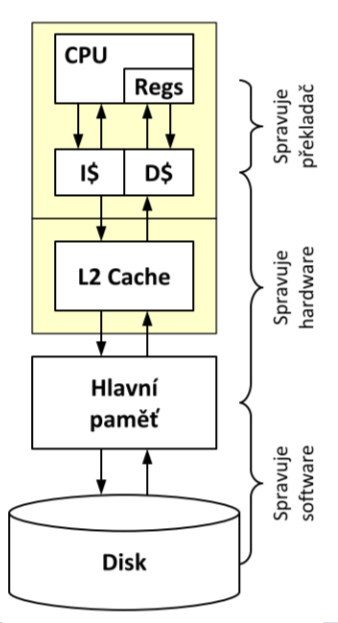 CPU
Regs
I$
D$
L2 Cache
Hlavní
paměť
Disk
Spravuje
překladač
Spravuje
hardware
Spravuje
software